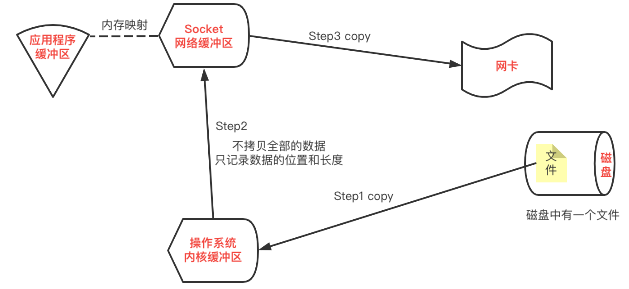 应用程序
缓冲区
内存映射
Socket
网络缓冲区
Step3 copy
网卡
Step2
不拷贝全部的数据
只记录数据的位置和长度
文
件
磁
盘
Step1 copy
磁盘中有一个文件
操作系统
内核缓冲区